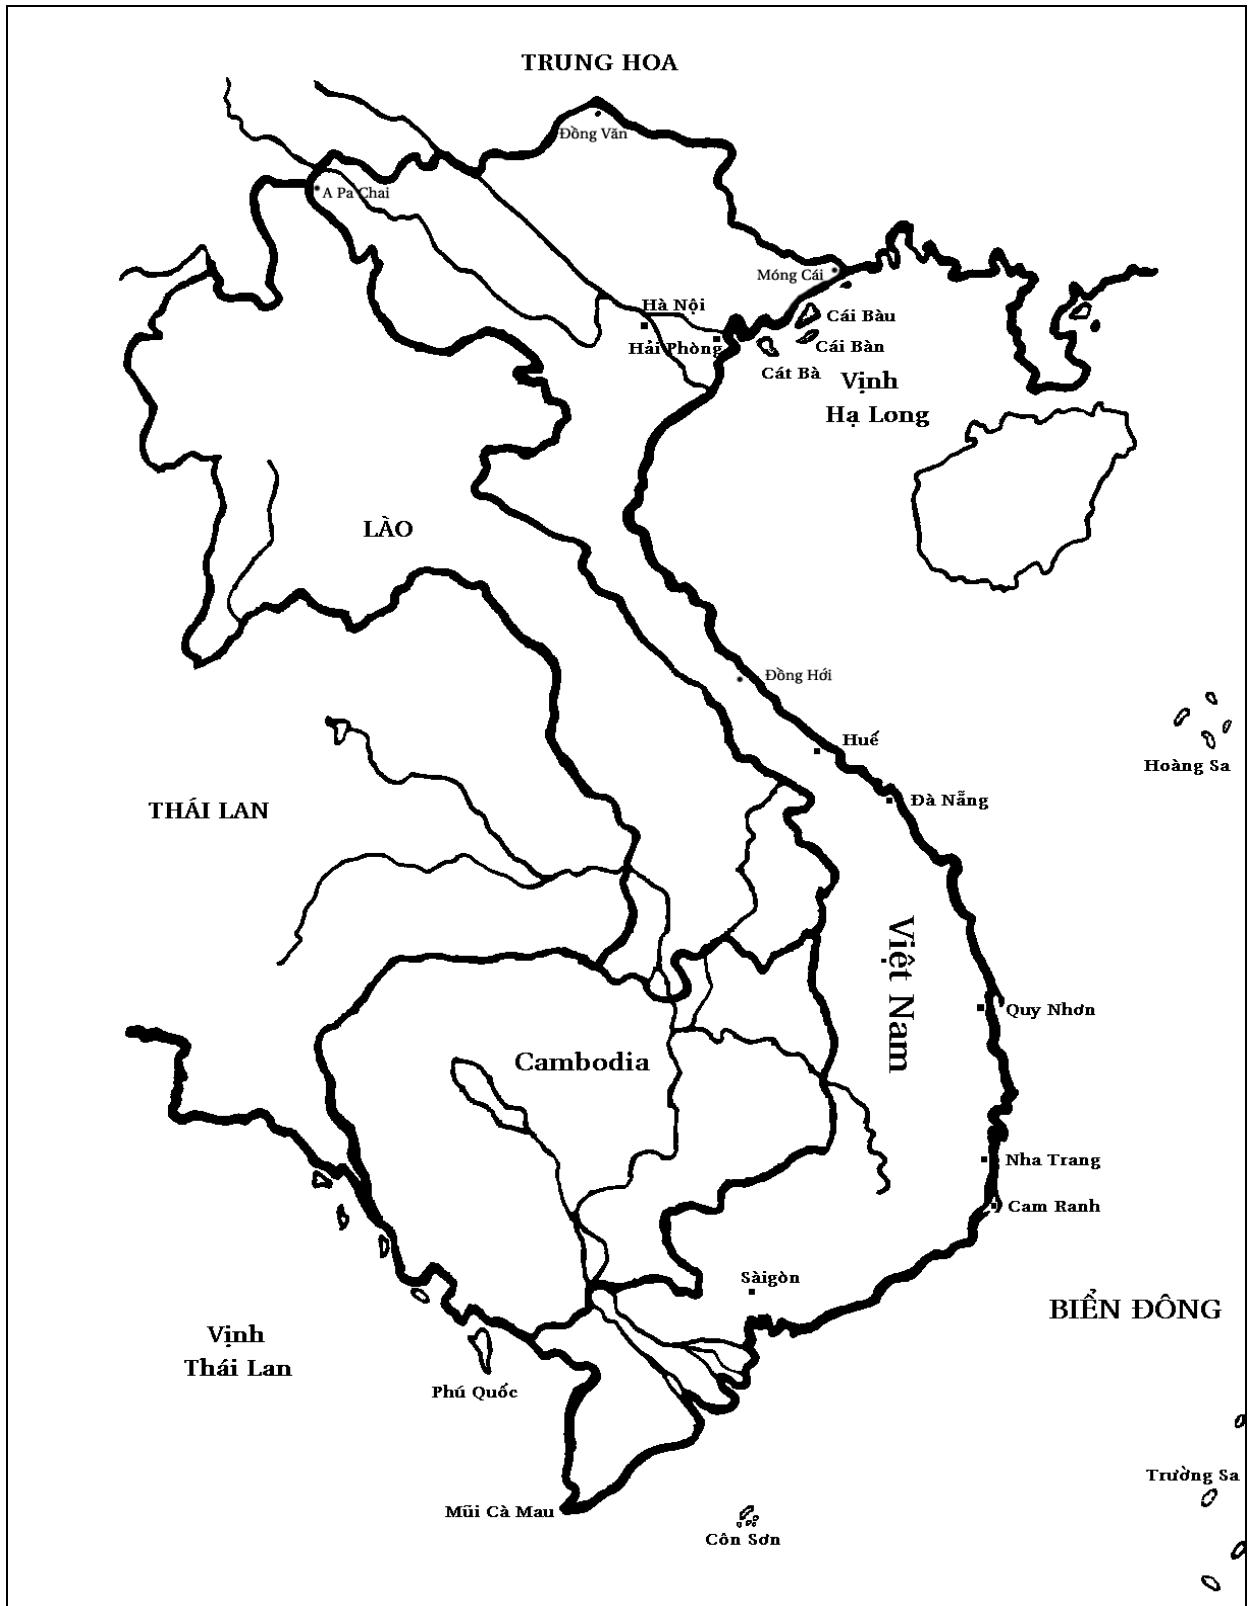 TRUNG HOA
Đồng Văn
A Pa Chai
Móng Cái
Hà Nội
Cái Bàu
Hải Phòng
Cái Bàn
Cát Bà
Vịnh
Hạ Long
LÀO
Đồng Hới
Huế
Hoàng Sa
THÁI LAN
Đà Nẵng
Việt Nam
Quy Nhơn
Cambodia
Nha Trang
Cam Ranh
Sàigòn
BIỂN ĐÔNG
Vịnh
Thái Lan
Phú Quốc
Trường Sa
Mũi Cà Mau
Côn Sơn